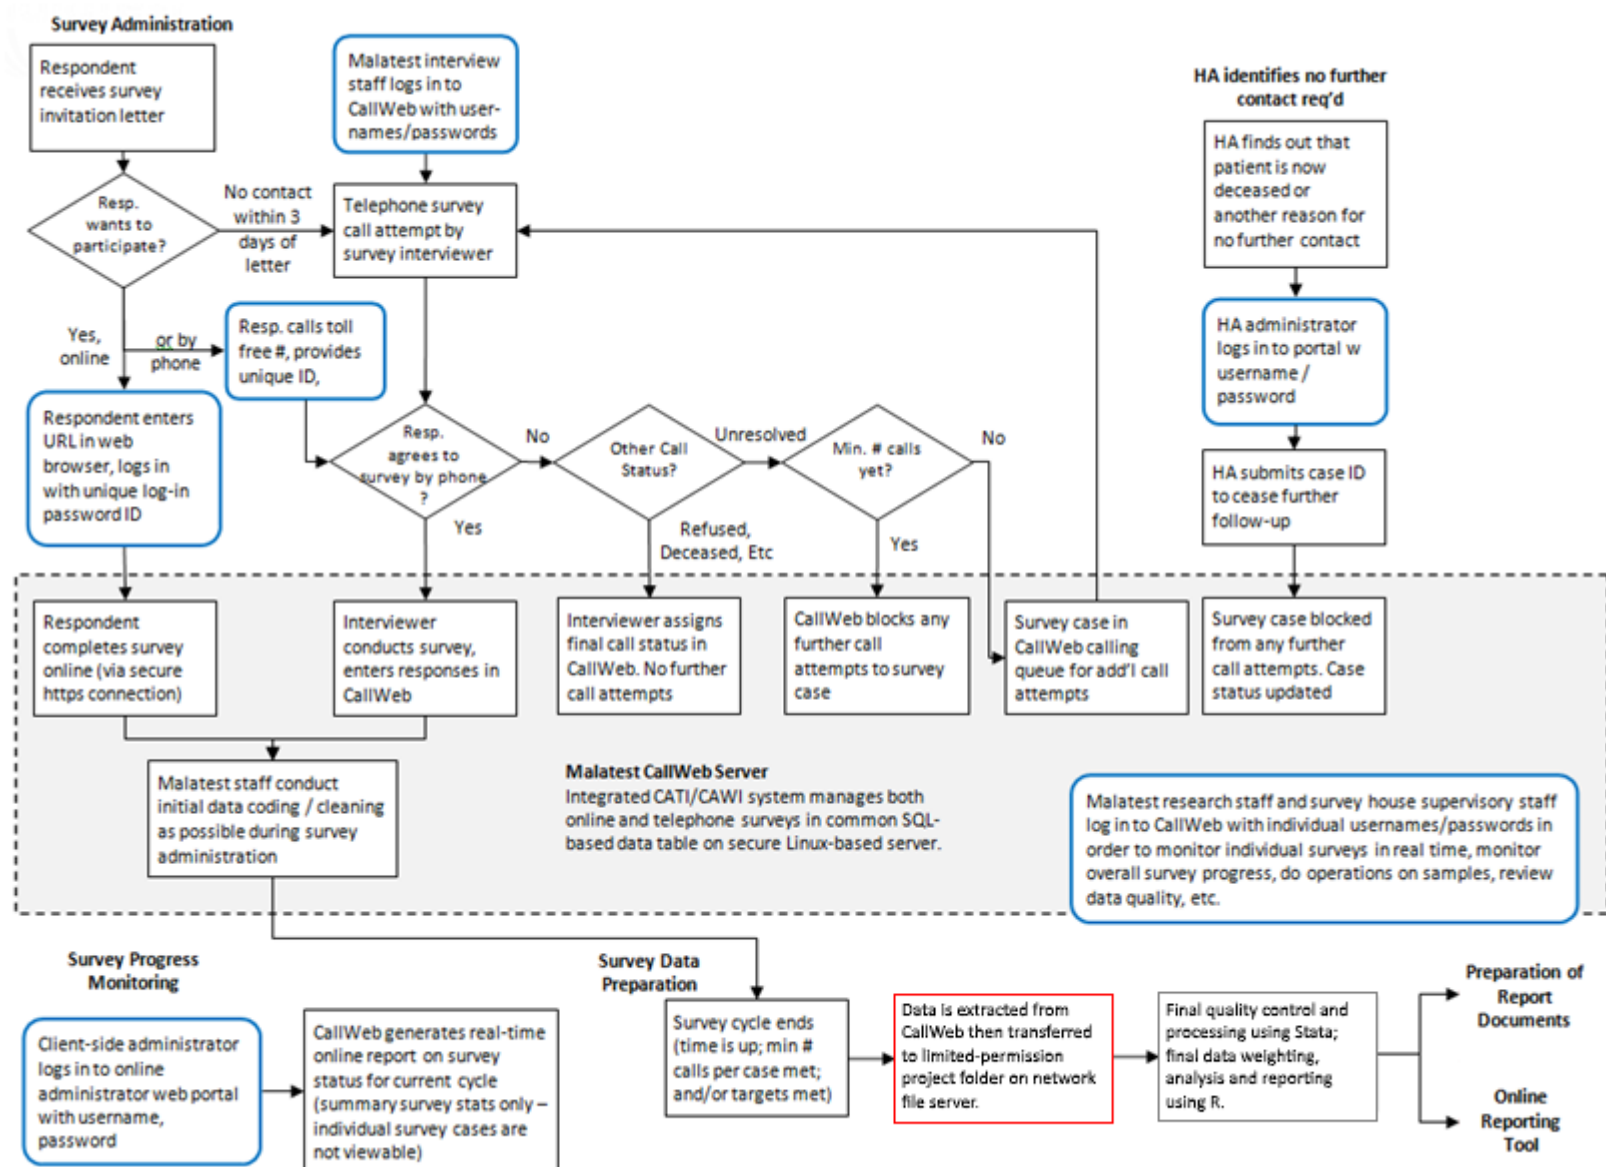 Survey Administration
Respondent
receives survey
invitation letter
Malatest interview
staff logs in to
CallWeb with user-
names/passwords
HA identifies no further
contact req'd
HA finds out that
patient is now
deceased or
another reason for
no further contact
Resp.
wants to
participate?
No contact
within 3
days of
letter
Telephone survey
call attempt by
survey interviewer
Yes,
online
or by
phone
Resp. calls toll
free #, provides
unique ID,
HA administrator
logs in to portal w
username /
password
Respondent enters
URL in web
browser, logs in
with unique log-in
password ID
Resp.
agrees to
survey by phone
?
No
Other Call
Status?
Unresolved
Min. # calls
yet?
No
HA submits case ID
to cease further
follow-up
Yes
Refused,
Deceased, Etc
Yes
Respondent
completes survey
online (via secure
https connection)
Interviewer
conducts survey,
enters responses in
CallWeb
Interviewer assigns
final call status in
CallWeb. No further
call attempts
CallWeb blocks any
further call
attempts to survey
case
Survey case in
CallWeb calling
queue for add'l call
attempts
Survey case blocked
from any further
call attempts. Case
status updated
Malatest staff conduct
initial data coding / cleaning
as possible during survey
administration
Malatest CallWeb Server
Integrated CATI/CAWI system manages both
online and telephone surveys in common SQL-
based data table on secure Linux-based server.
Malatest research staff and survey house supervisory staff
log in to CallWeb with individual usernames/passwords in
order to monitor individual surveys in real time, monitor
overall survey progress, do operations on samples, review
data quality, etc.
Survey Progress
Monitoring
Client-side administrator
logs in to online
administrator web portal
with username,
password
CallWeb generates real-time
online report on survey
status for current cycle
(summary survey stats only –
individual survey cases are
not viewable)
Survey Data
Preparation
Survey cycle ends
(time is up; min #
calls per case met;
and/or targets met)
Data is extracted from
CallWeb then transferred
to limited-permission
project folder on network
file server.
Final quality control and
processing using Stata;
final data weighting,
analysis and reporting
using R.
Preparation of
Report
Documents
Online
Reporting
Tool